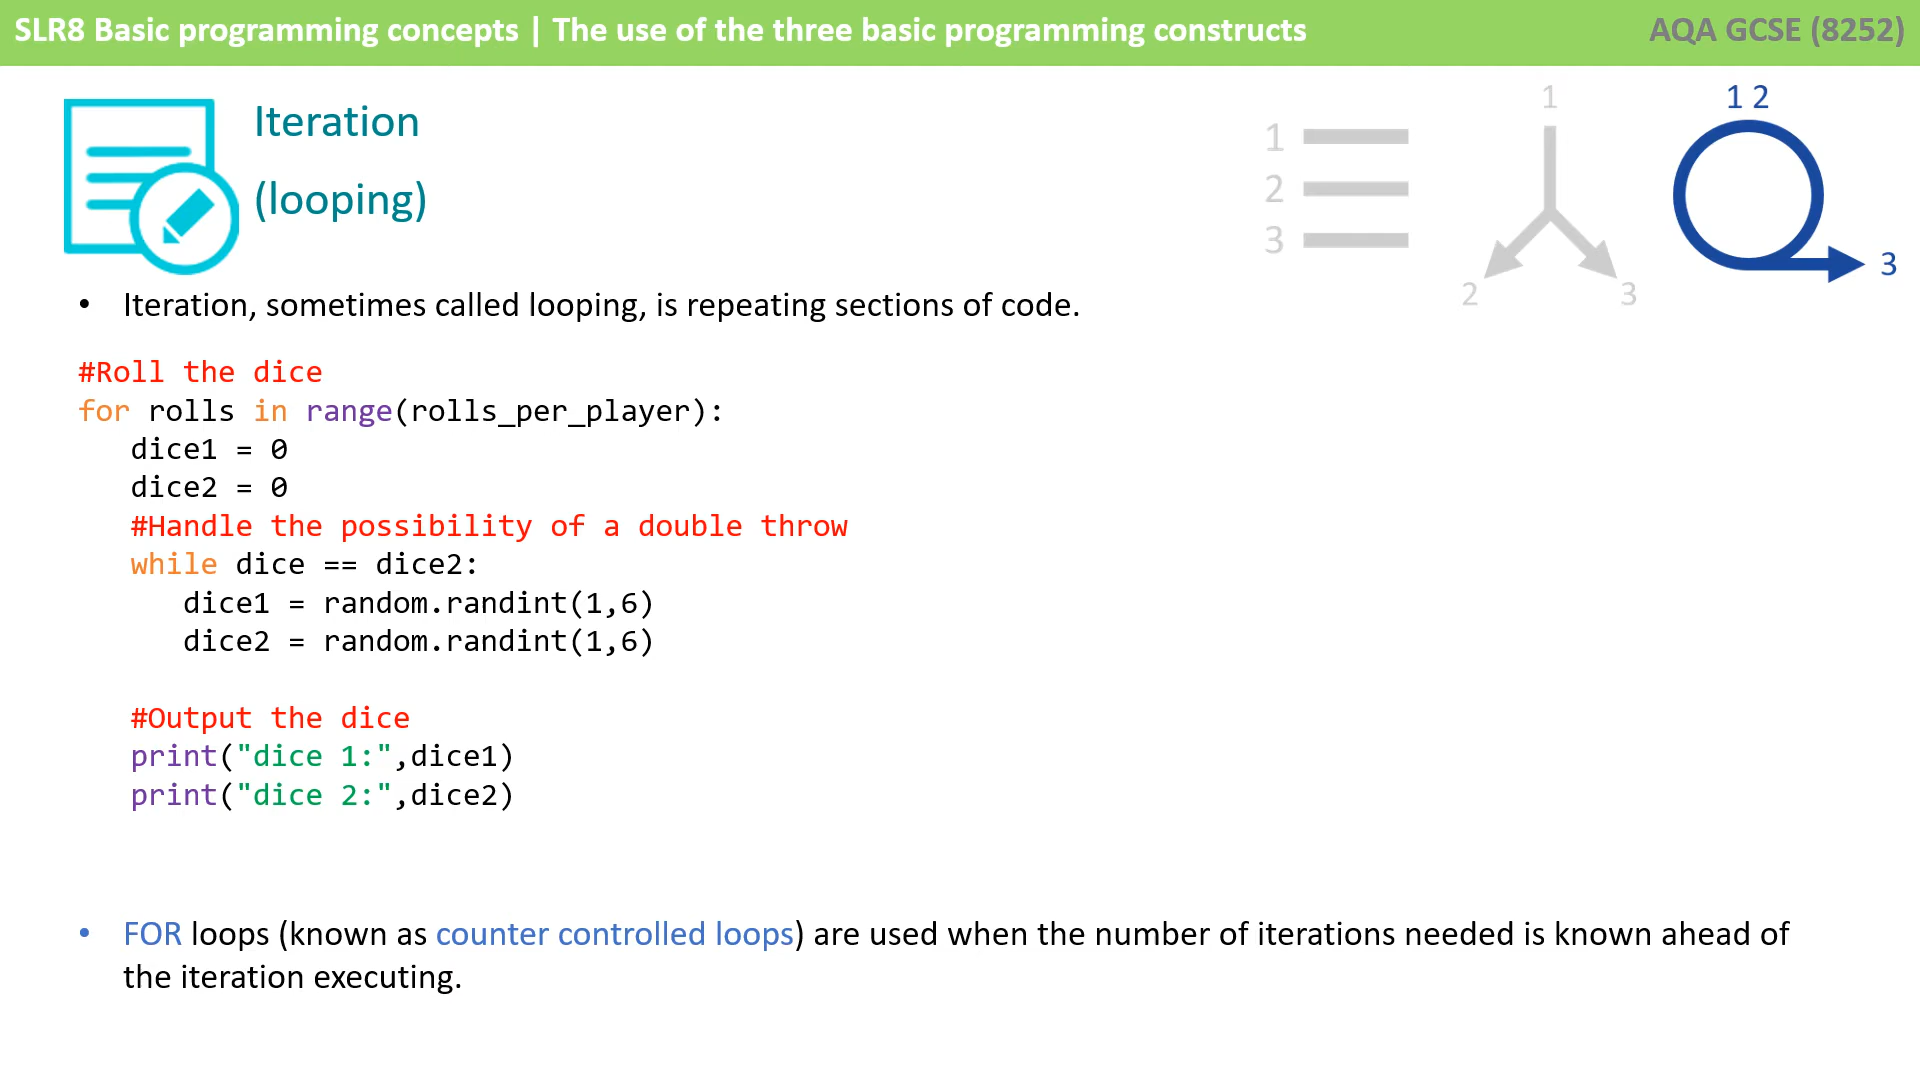 SLR8 Basic programming concepts | The use of the three basic programming constructs
AQA GCSE (8252)
Iteration
(looping)
1
2
3
1
2
3
1 2
3
• Iteration, sometimes called looping, is repeating sections of code.
#Roll the dice
for rolls in range(rolls_per_player):
   dice1 = 0
   dice2 = 0
   #Handle the possibility of a double throw
   while dice == dice2:
      dice1 = random.randint(1,6)
      dice2 = random.randint(1,6)
   #Output the dice
   print("dice 1:",dice1)
   print("dice 2:",dice2)
• FOR loops (known as counter controlled loops) are used when the number of iterations needed is known ahead of
the iteration executing.